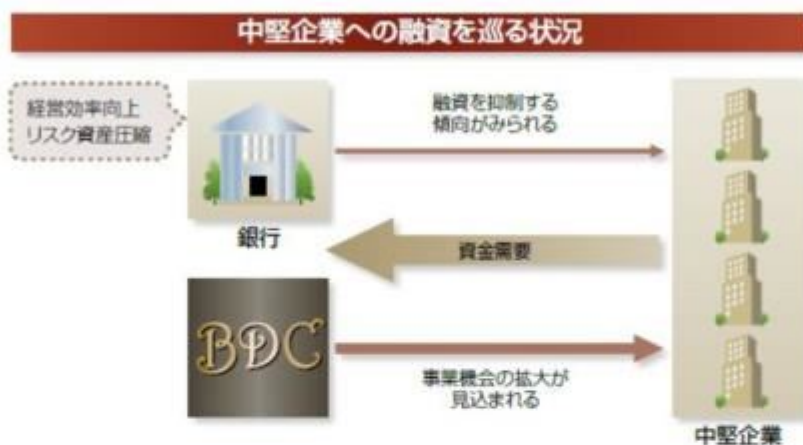 中堅企業への融資を巡る状況
経営効率向上
リスク資産圧縮
融資を抑制する
傾向がみられる
銀行
資金需要
BDC
事業機会の拡大が
見込まれる
中堅企業